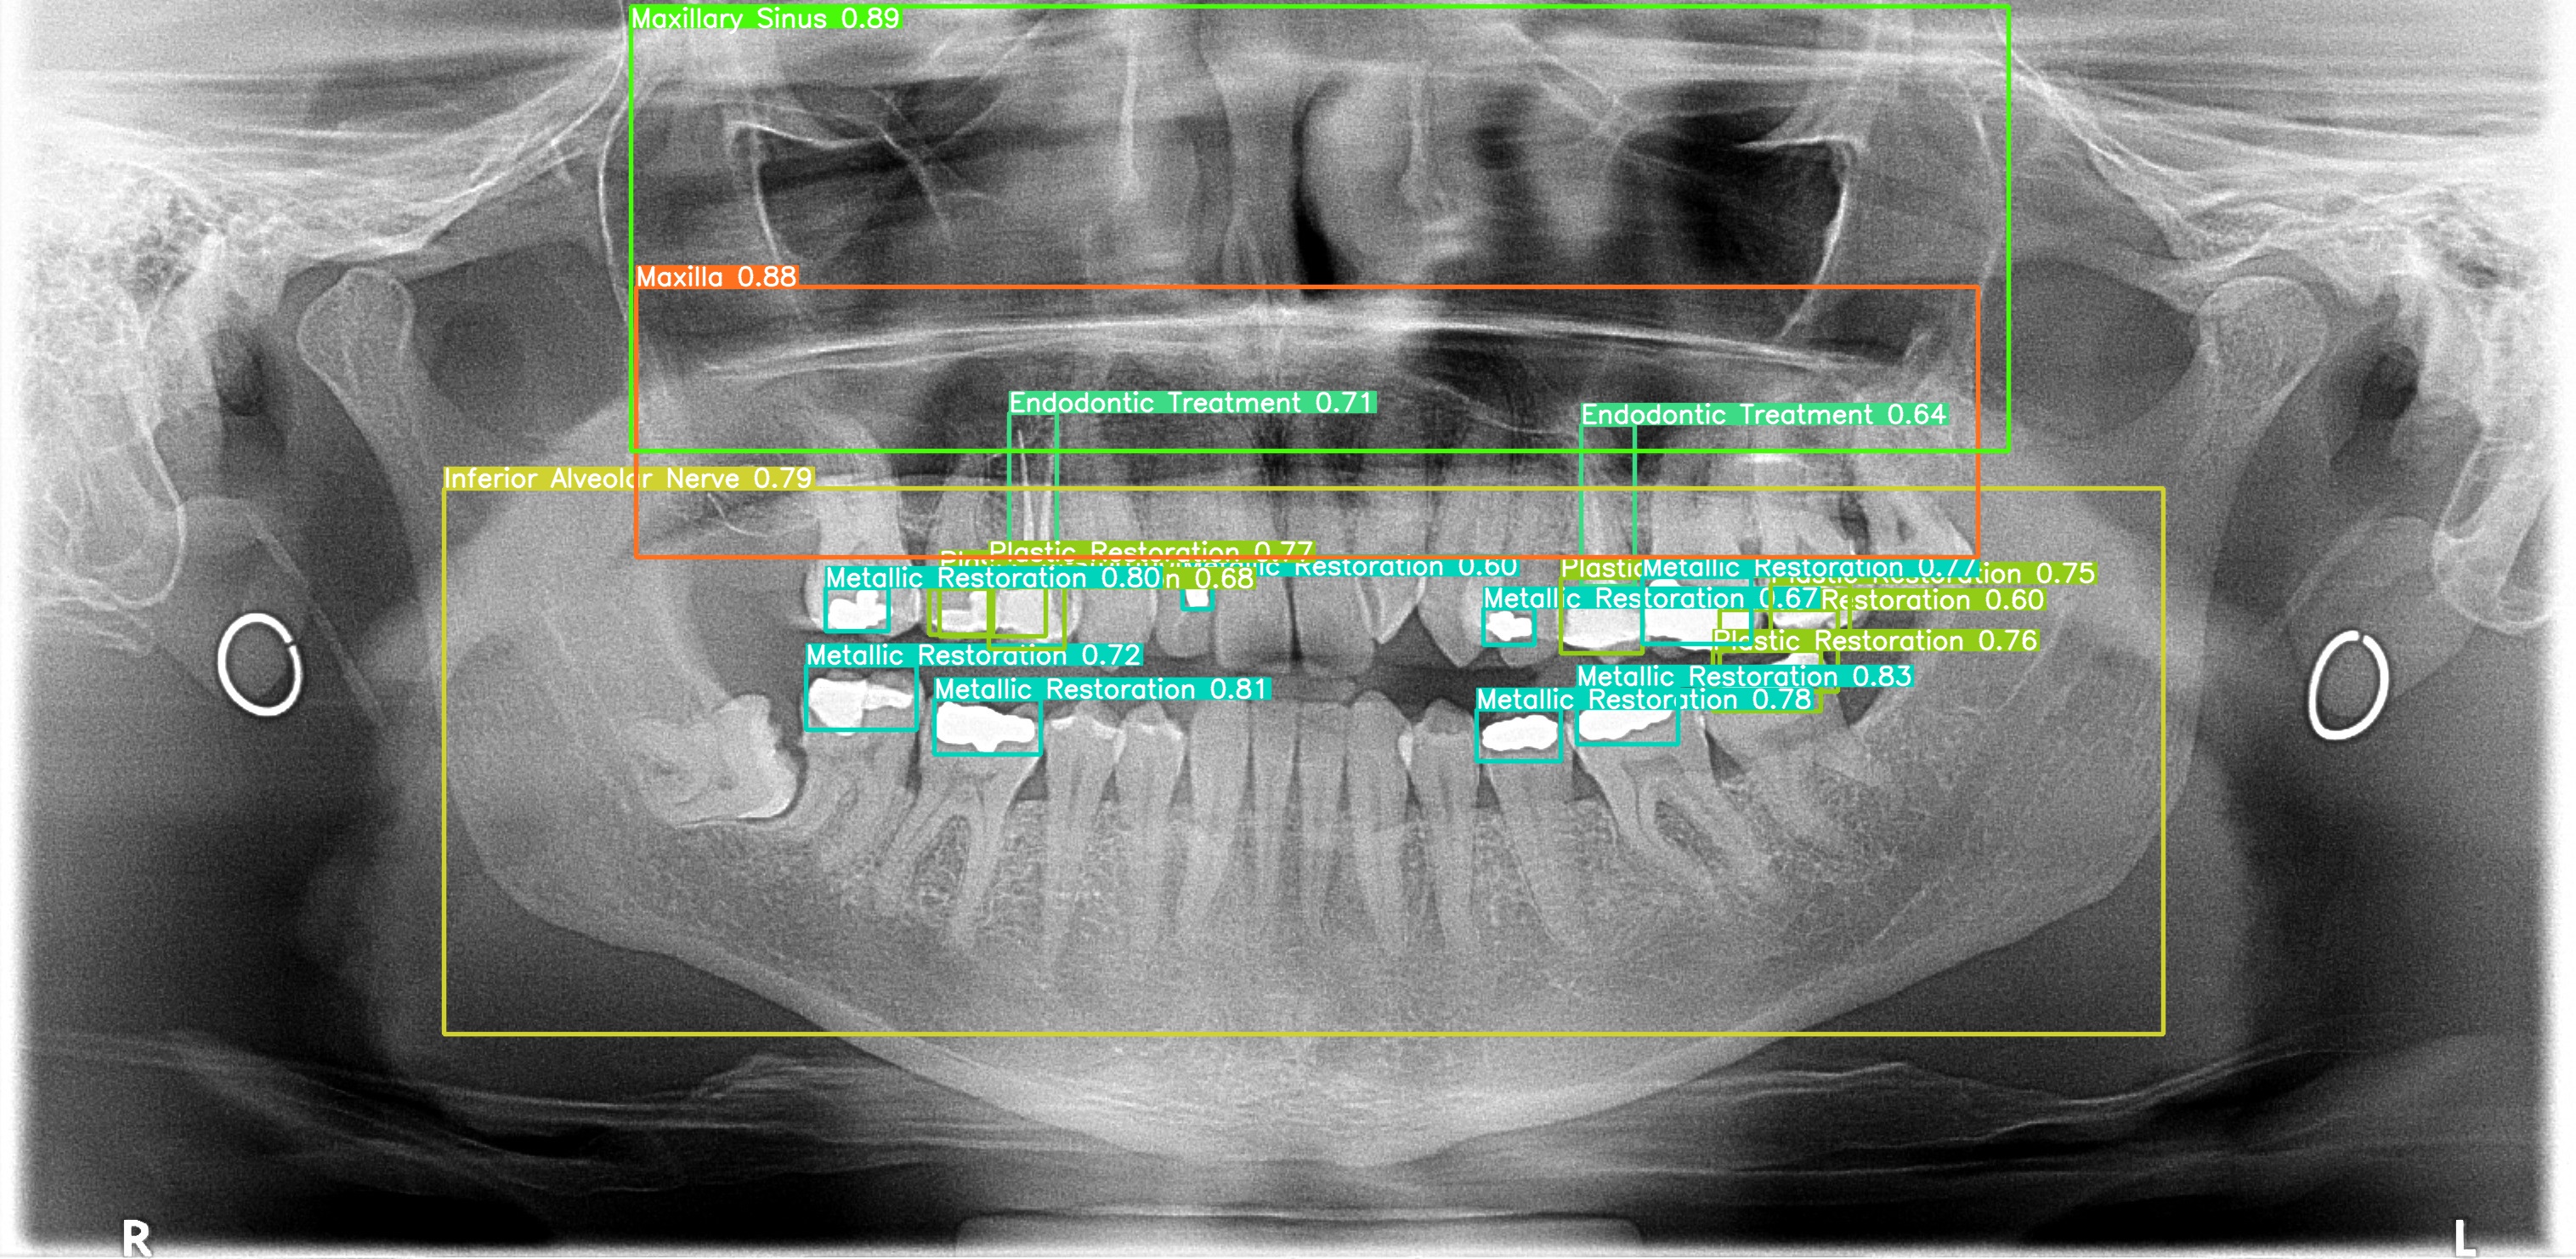 Maxillary Sinus 0.89
Maxilla 0.88
Endodontic Treatment 0.71
Endodontic Treatment 0.64
Inferior Alveolar Nerve 0.79
Plastic Restoration 0.77
Restoration 0.60
Metallic Restoration 0.80
n 0.68
Plastic
Metallic Restoration 0.77
Restoration 0.75
Metallic Restoration 0.67
Restoration 0.60
Plastic Restoration 0.76
Metallic Restoration 0.72
Metallic Restoration 0.83
Metallic Restoration 0.81
Metallic Restoration 0.78
R
L